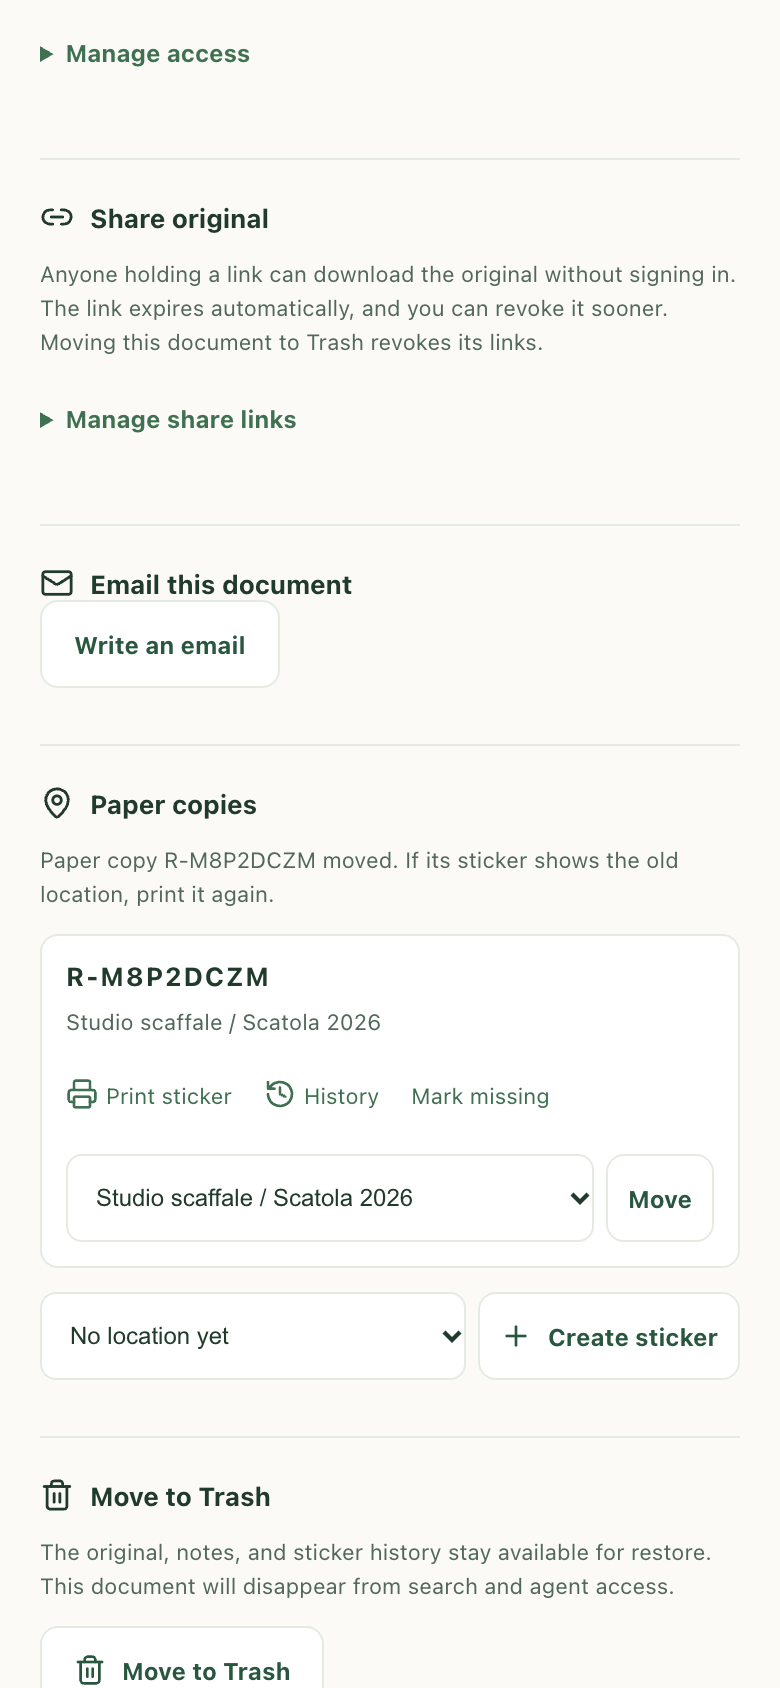 Manage access
Share original
Anyone holding a link can download the original without signing in.
The link expires automatically, and you can revoke it sooner.
Moving this document to Trash revokes its links.
Manage share links
Email this document
Write an email
Paper copies
Paper copy R-M8P2DCZM moved. If its sticker shows the old
location, print it again.
R-M8P2DCZM
Studio scaffale / Scatola 2026
Print sticker History Mark missing
Studio scaffale / Scatola 2026 Move
No location yet Create sticker
Move to Trash
The original, notes, and sticker history stay available for restore.
This document will disappear from search and agent access.
Move to Trash